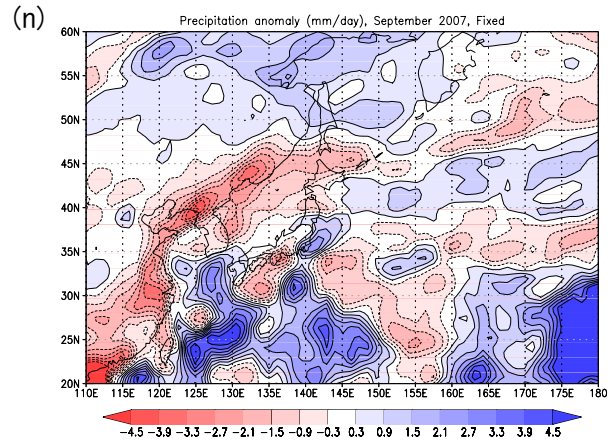 (n)
Precipitation anomaly (mm/day), September 2007, Fixed
60N
55N
50N
45N
40N
35N
30N
25N
20N
110E 115E 120E 125E 130E 135E 140E 145E 150E 155E 160E 165E 170E 175E 180
−4.5 −3.9 −3.3 −2.7 −2.1 −1.5 −0.9 −0.3 0.3 0.9 1.5 2.1 2.7 3.3 3.9 4.5